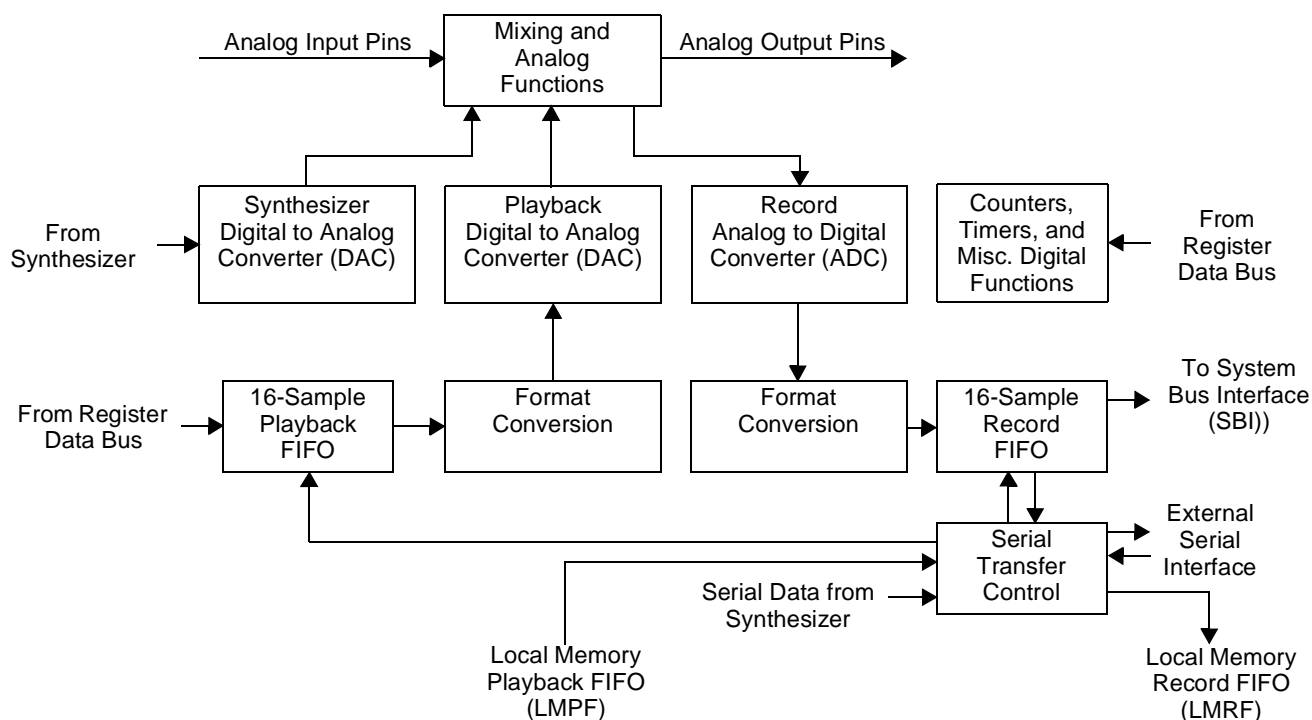 Analog Input Pins
Mixing and
Analog
Functions
Analog Output Pins
From
Synthesizer
Synthesizer
Digital to Analog
Converter (DAC)
Playback
Digital to Analog
Converter (DAC)
Record
Analog to Digital
Converter (ADC)
Counters,
Timers, and
Misc. Digital
Functions
From
Register
Data Bus
From Register
Data Bus
16-Sample
Playback
FIFO
Format
Conversion
Format
Conversion
16-Sample
Record
FIFO
To System
Bus Interface
(SBI))
Serial
Transfer
Control
External
Serial
Interface
Serial Data from
Synthesizer
Local Memory
Playback FIFO
(LMPF)
Local Memory
Record FIFO
(LMRF)